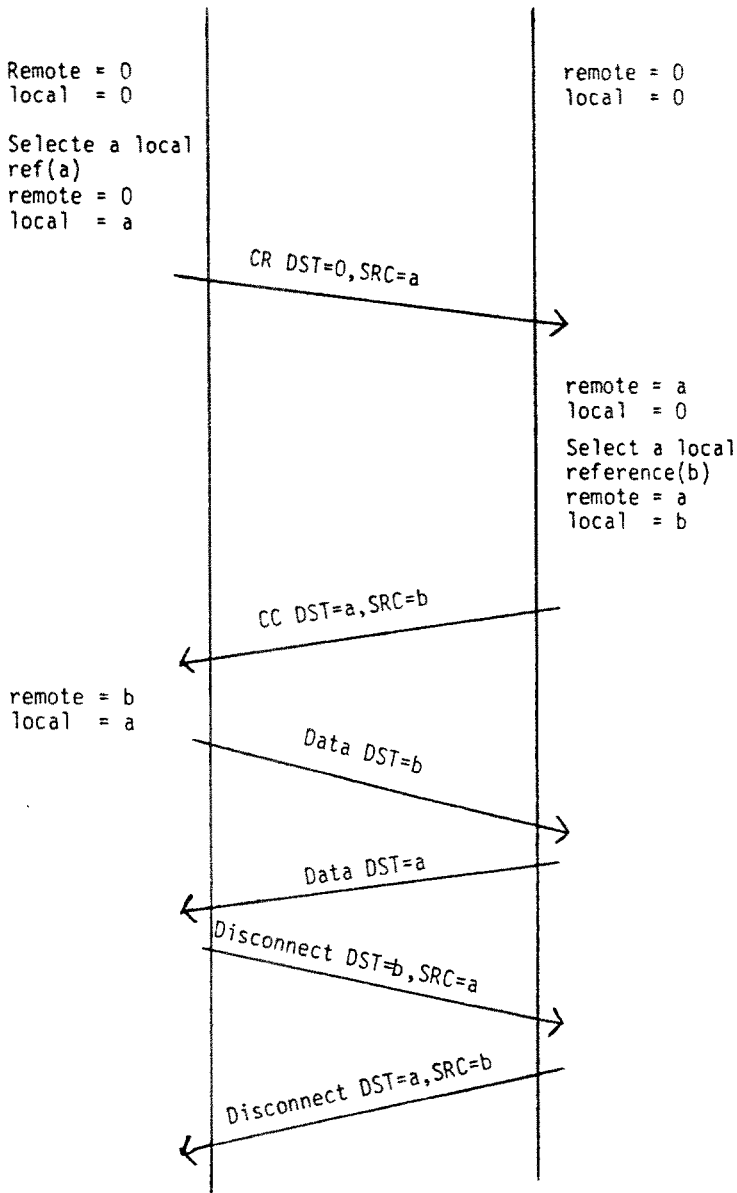 Remote = 0
local = 0
remote = 0
local = 0
Selecte a local
ref(a)
remote = 0
local = a
CR DST=0,SRC=a
remote = a
local = 0
Select a local
reference(b)
remote = a
local = b
CC DST=a,SRC=b
remote = b
local = a
Data DST=b
Data DST=a
Disconnect DST=b,SRC=a
Disconnect DST=a,SRC=b